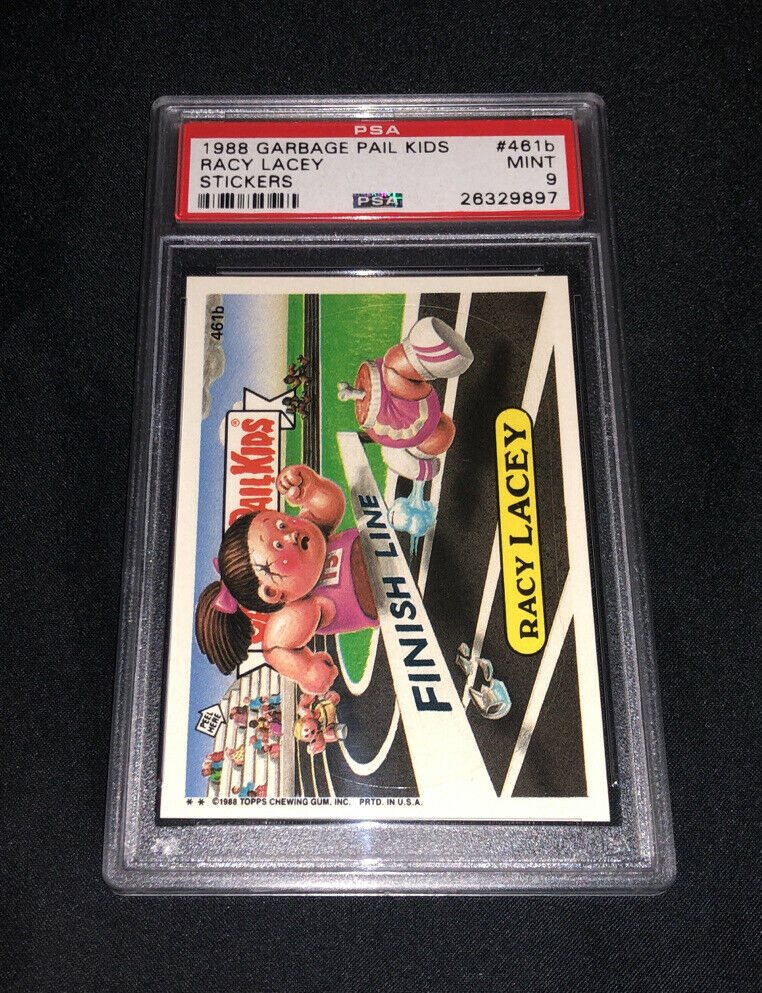 PSA
1988 GARBAGE PAIL KIDS #461b
RACY LACEY MINT
STICKERS 9
PSA 26329897
461b
PAIL KIDS®
15
FINISH LINE
RACY LACEY
PEEL HERE
** ©1988 TOPPS CHEWING GUM, INC. PRTD. IN U.S.A.